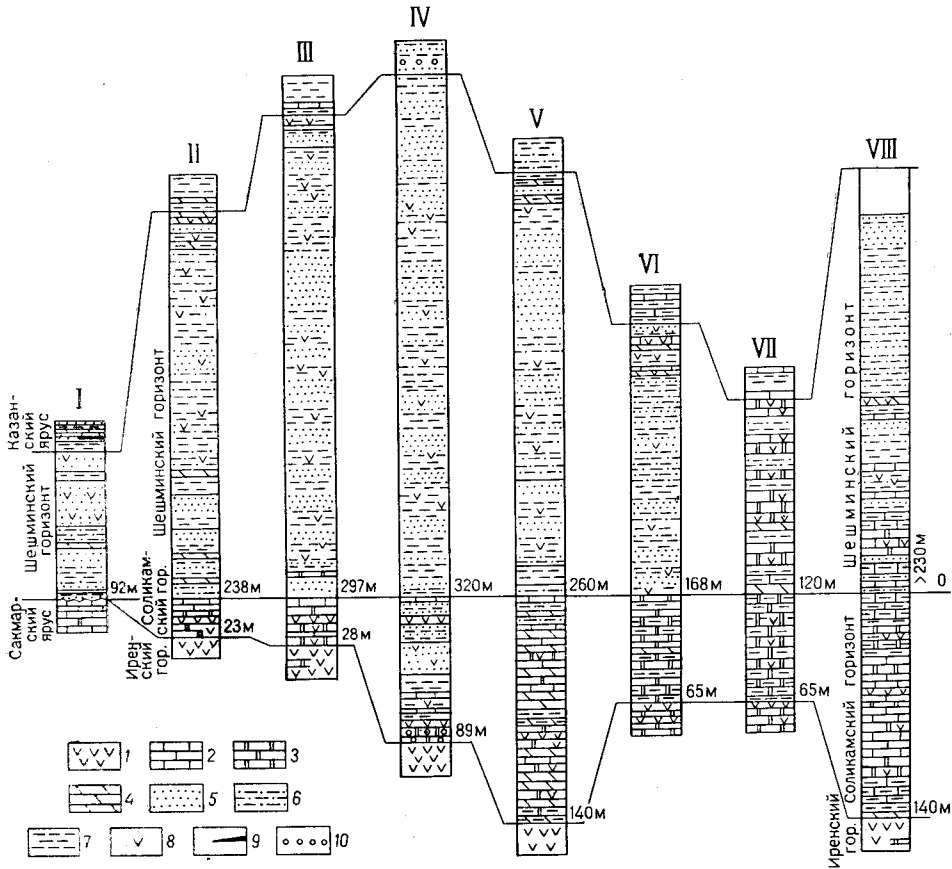 IV
III
V
II
VIII
VI
VII
I
Казан-
ский
ярус
Шешминский
горизонт
Сакмар-
ский
ярус
Шешминский горизонт
Соликам-
ский гор.
Ирен-
ский
гор.
Шешминский горизонт
Соликамский горизонт
Иренский
гор.
92м
238м
297м
320м
260м
168м
120м
>230м
0
23м
28м
89м
140м
65м
65м
140м
1
2
3
4
5
6
7
8
9
10